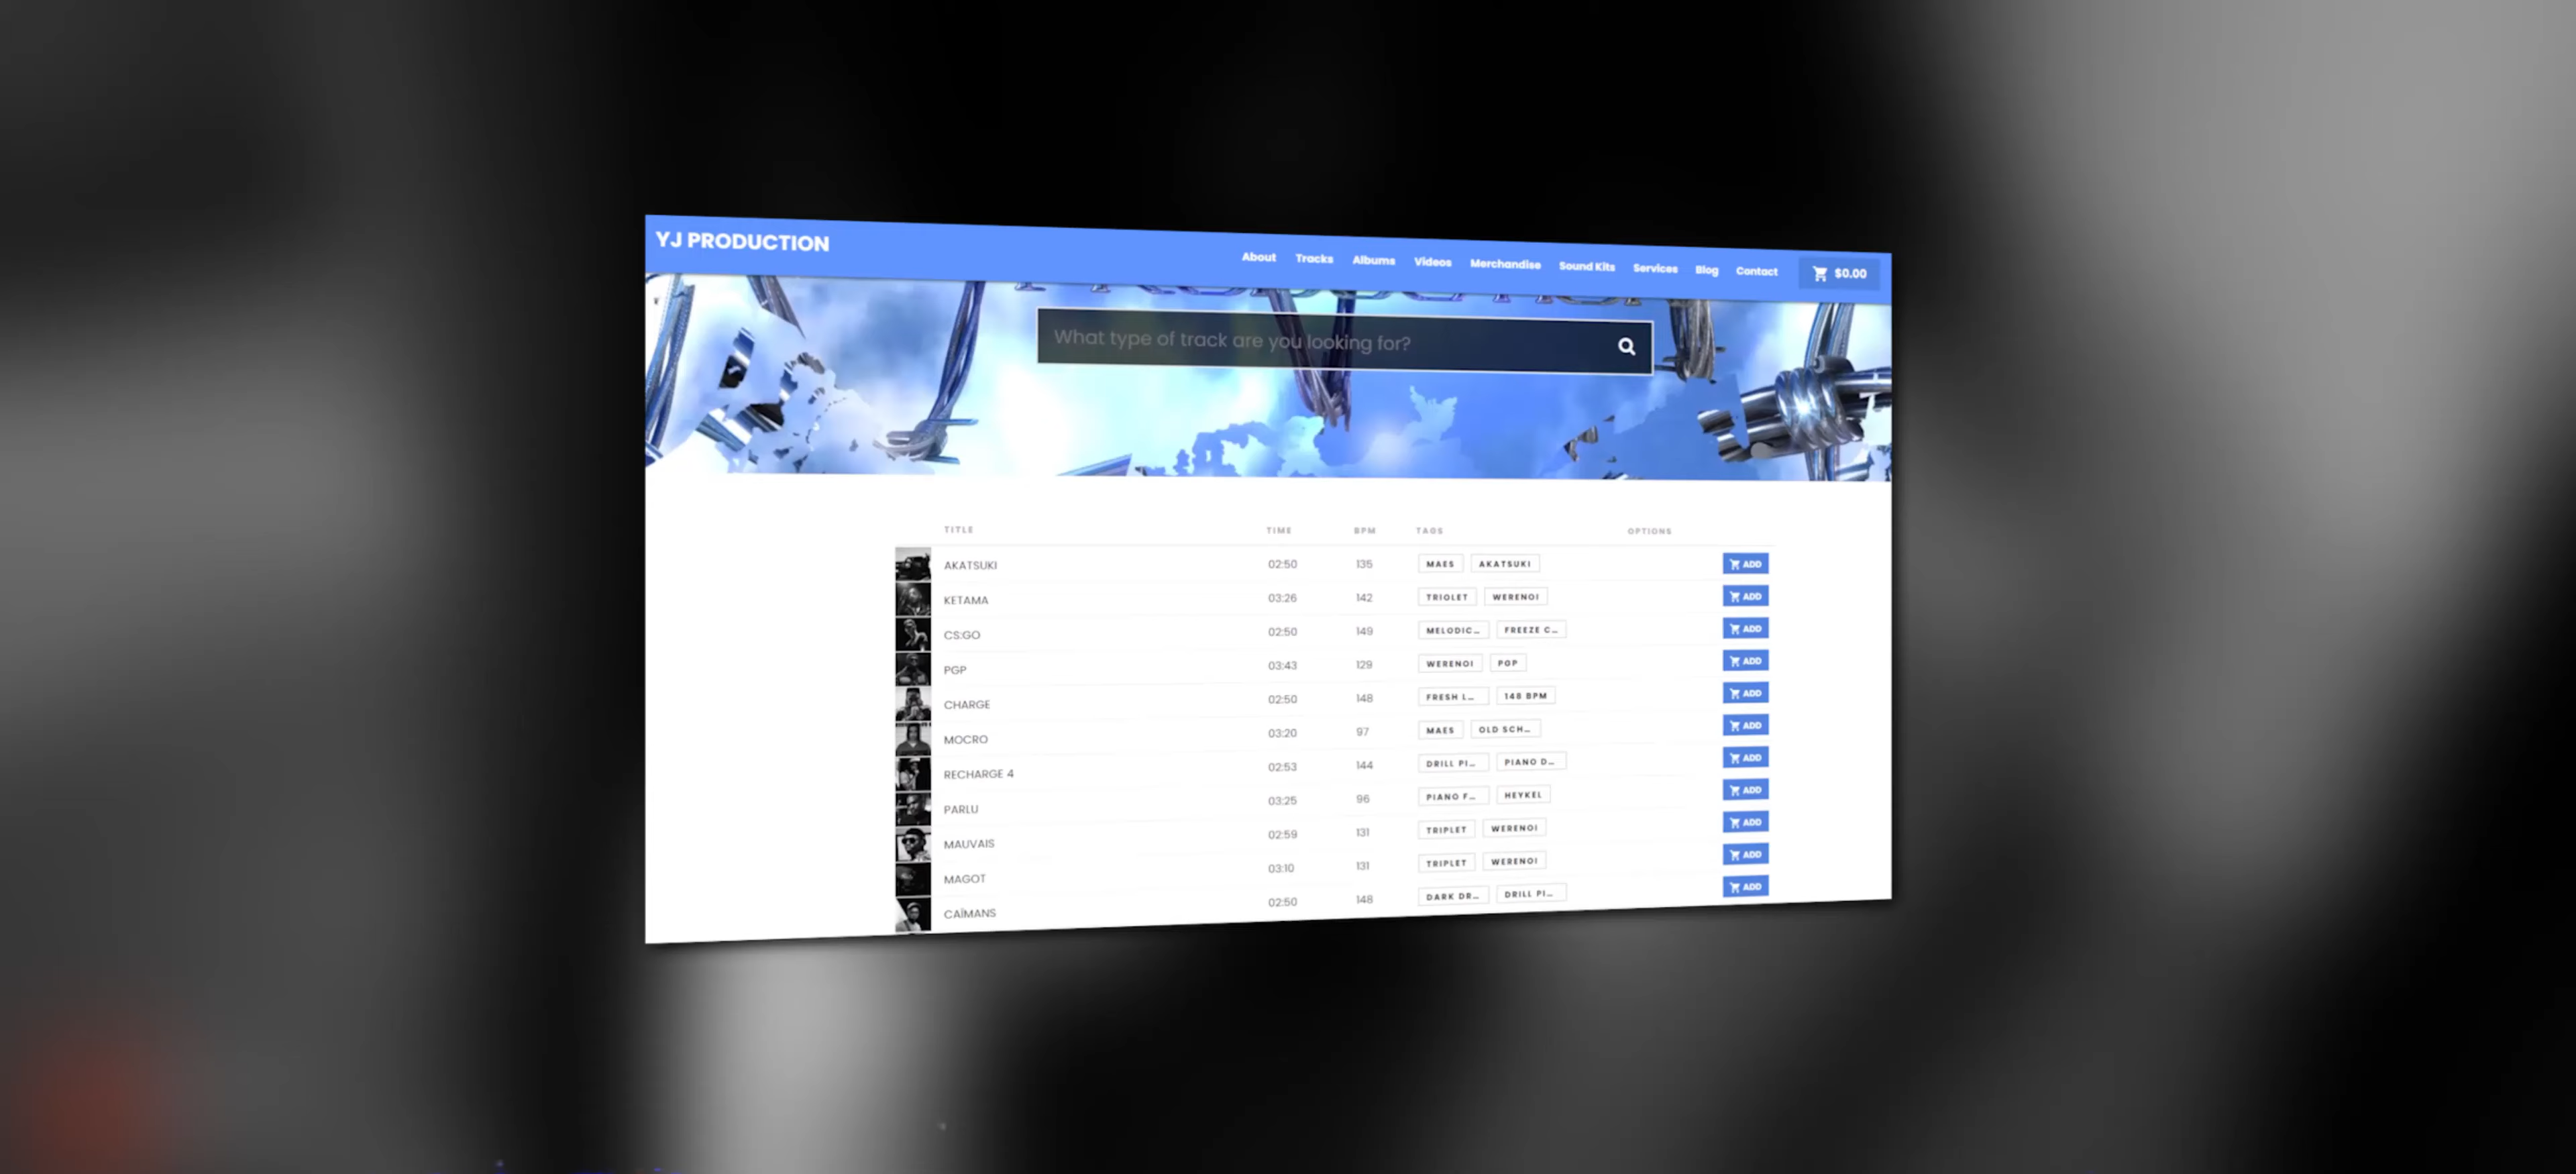 YJ PRODUCTION
About Tracks Albums Videos Merchandise Sound Kits Services Blog Contact $0.00
What type of track are you looking for?
TITLE TIME BPM TAGS OPTIONS
AKATSUKI 02:50 135 MAES AKATSUKI ADD
KETAMA 03:26 142 TRIOLET WERENOI ADD
CS:GO 02:50 149 MELODIC... FREEZE C... ADD
PGP 03:43 129 WERENOI PGP ADD
CHARGE 02:50 148 FRESH L... 148 BPM ADD
MOCRO 03:20 97 MAES OLD SCH... ADD
RECHARGE 4 02:53 144 DRILL PI... PIANO D... ADD
PARLU 03:25 96 PIANO F... HEYKEL ADD
MAUVAIS 02:59 131 TRIPLET WERENOI ADD
MAGOT 03:10 131 TRIPLET WERENOI ADD
CAÏMANS 02:50 148 DARK DR... DRILL PI... ADD